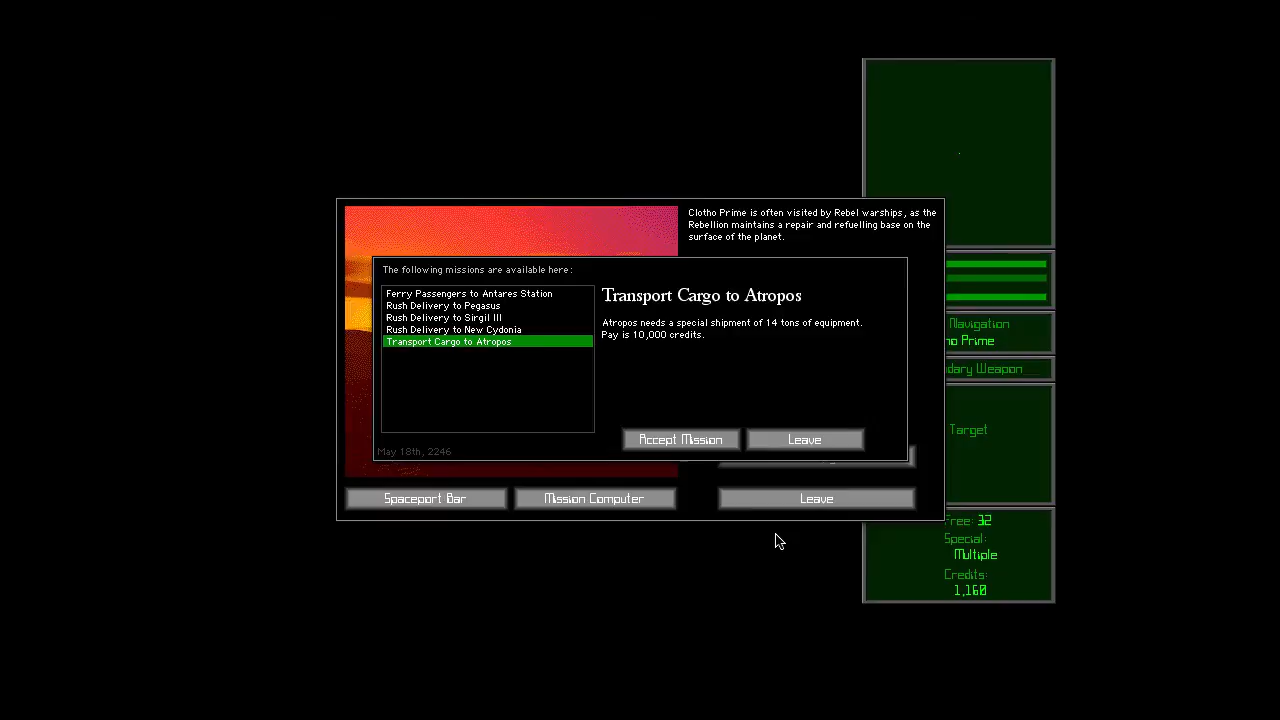 Clotho Prime is often visited by Rebel warships, as the
Rebellion maintains a repair and refuelling base on the
surface of the planet.
The following missions are available here:
Ferry Passengers to Antares Station
Rush Delivery to Pegasus
Rush Delivery to Sirgil III
Rush Delivery to New Cydonia
Transport Cargo to Atropos
Transport Cargo to Atropos
Atropos needs a special shipment of 14 tons of equipment.
Pay is 10,000 credits.
Accept Mission
Leave
May 18th, 2246
Spaceport Bar
Mission Computer
Leave
Navigation
ho Prime
dary Weapon
Target
Free: 32
Special:
Multiple
Credits:
1,160